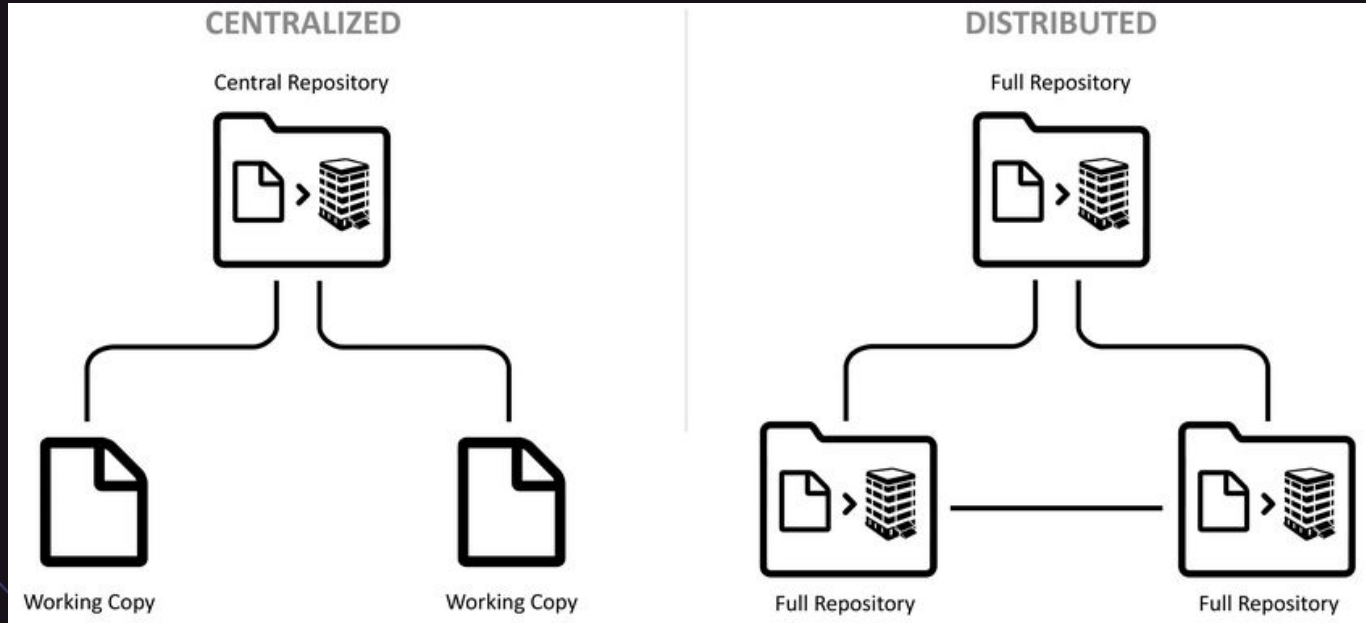 CENTRALIZED
Central Repository
Working Copy
Working Copy
DISTRIBUTED
Full Repository
Full Repository
Full Repository